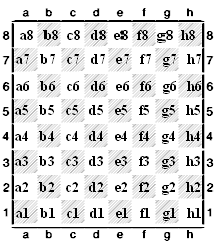 a b c d e f g h
8 a8 b8 c8 d8 e8 f8 g8 h8 8
7 a7 b7 c7 d7 e7 f7 g7 h7 7
6 a6 b6 c6 d6 e6 f6 g6 h6 6
5 a5 b5 c5 d5 e5 f5 g5 h5 5
4 a4 b4 c4 d4 e4 f4 g4 h4 4
3 a3 b3 c3 d3 e3 f3 g3 h3 3
2 a2 b2 c2 d2 e2 f2 g2 h2 2
1 a1 b1 c1 d1 e1 f1 g1 h1 1
a b c d e f g h